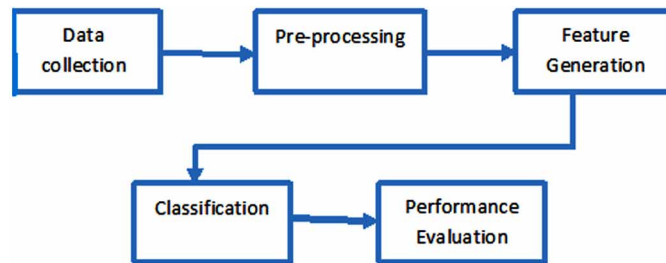 Data
collection
Pre-processing
Feature
Generation
Classification
Performance
Evaluation